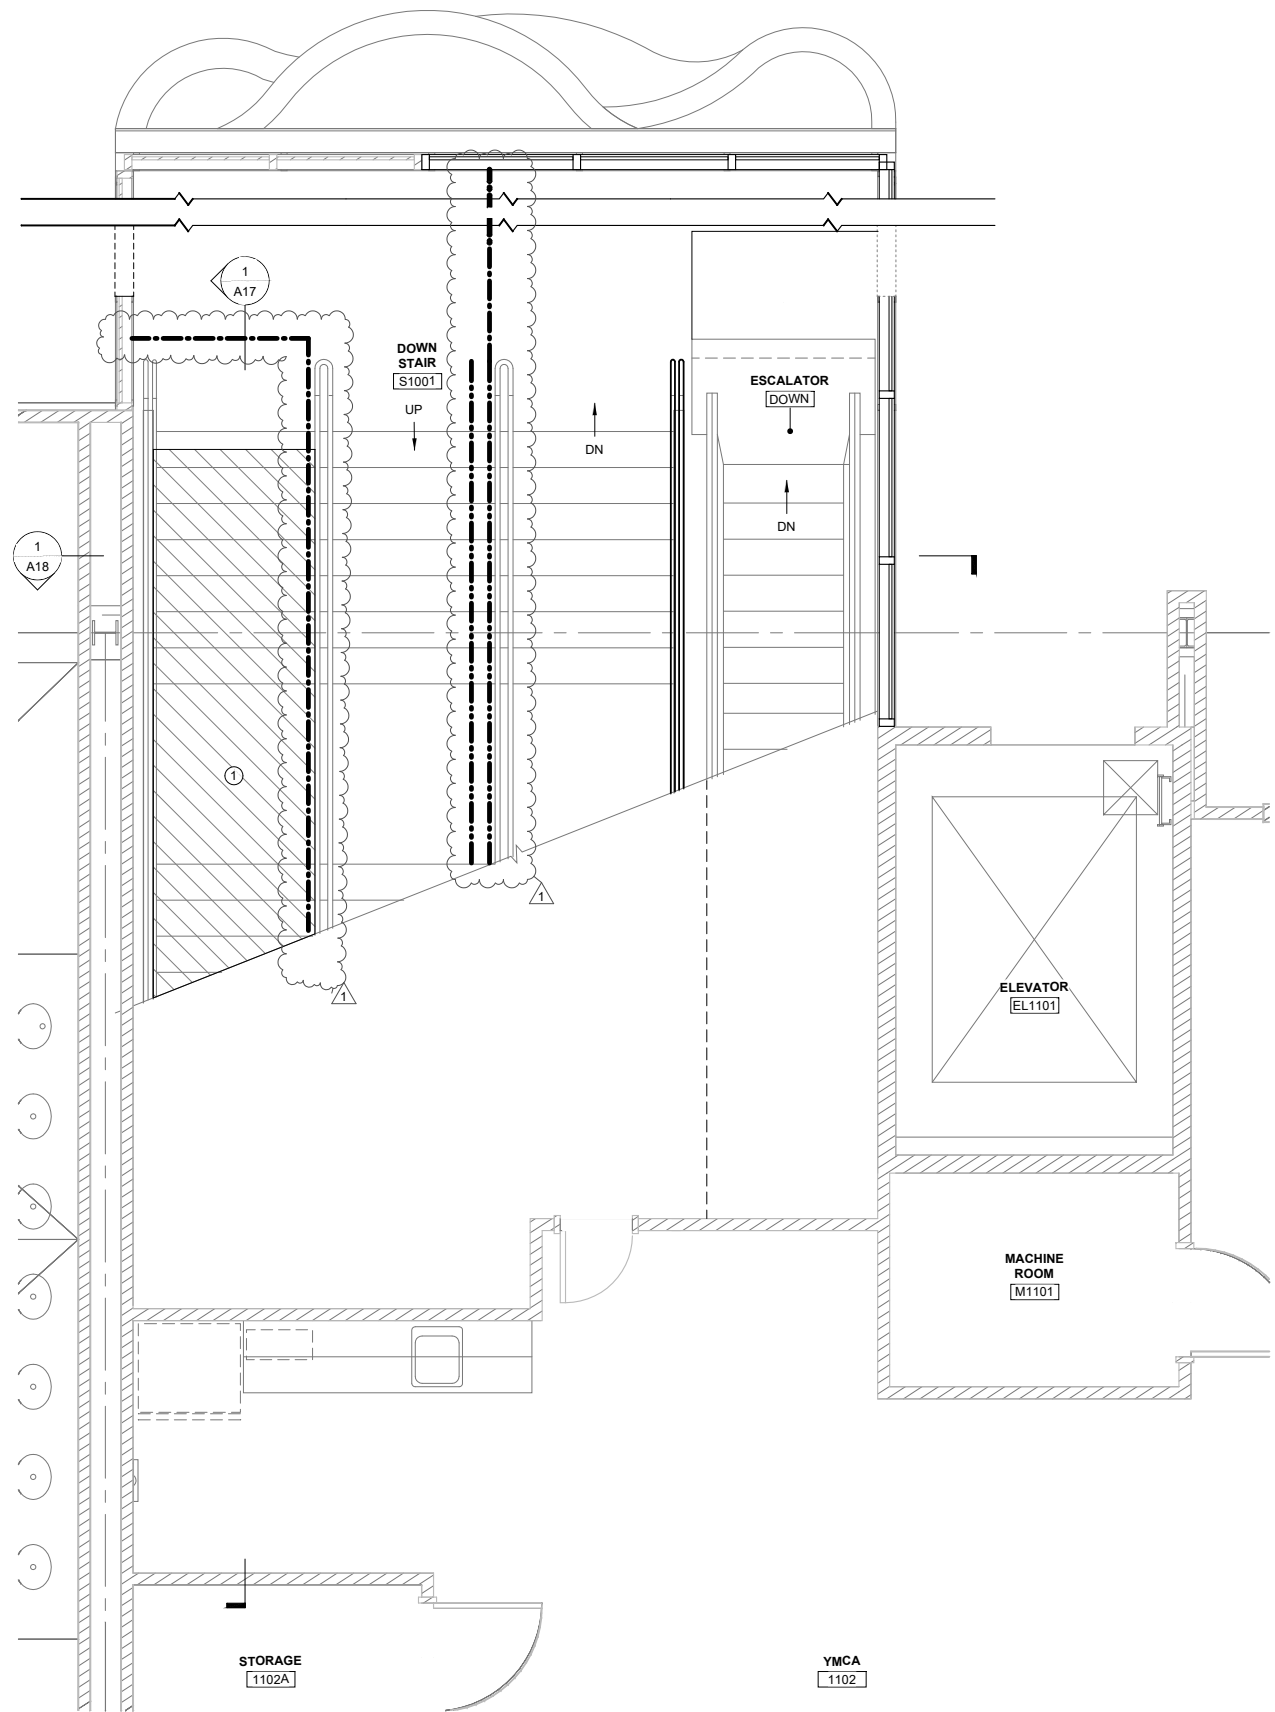 1
A17
DOWN
STAIR
S1001
UP
DN
ESCALATOR
DOWN
DN
1
A18
1
1
1
ELEVATOR
EL1101
MACHINE
ROOM
M1101
STORAGE
1102A
YMCA
1102